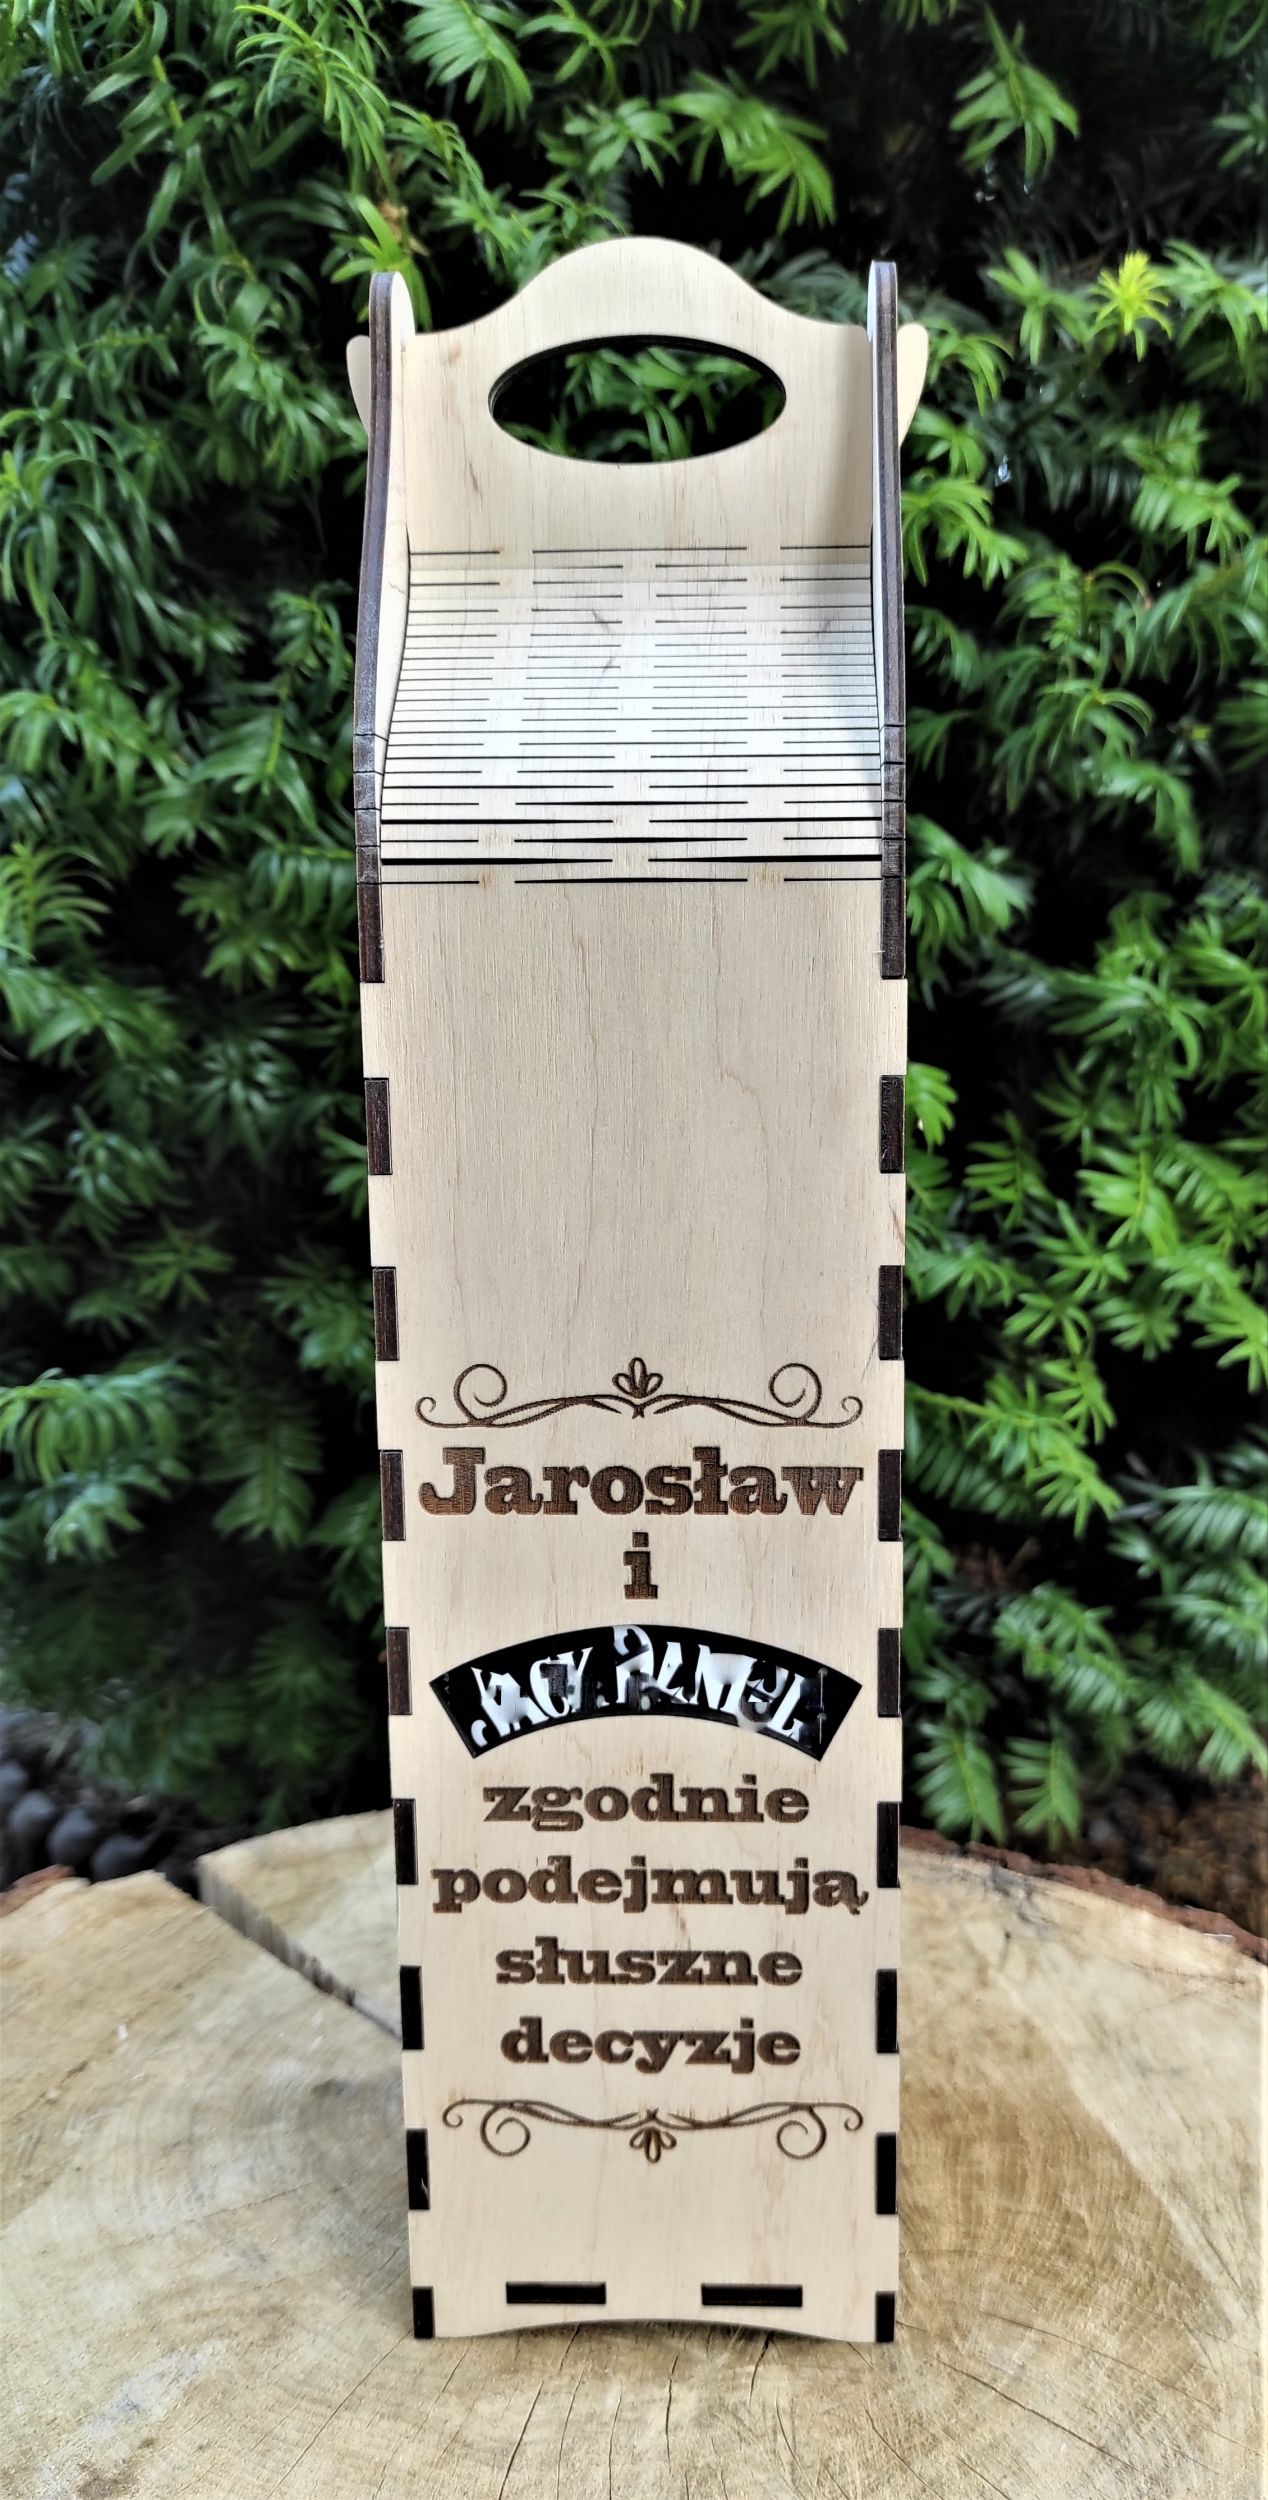 Jarosław
i
zgodnie
podejmują
słuszne
decyzje